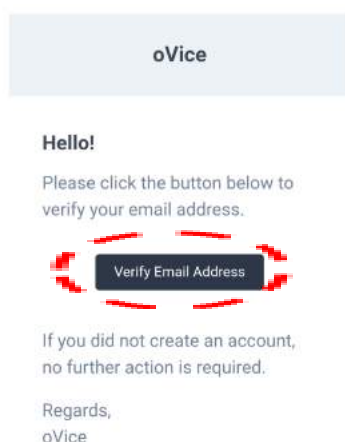 oVice
Hello!
Please click the button below to
verify your email address.
Verify Email Address
If you did not create an account,
no further action is required.
Regards,
oVice